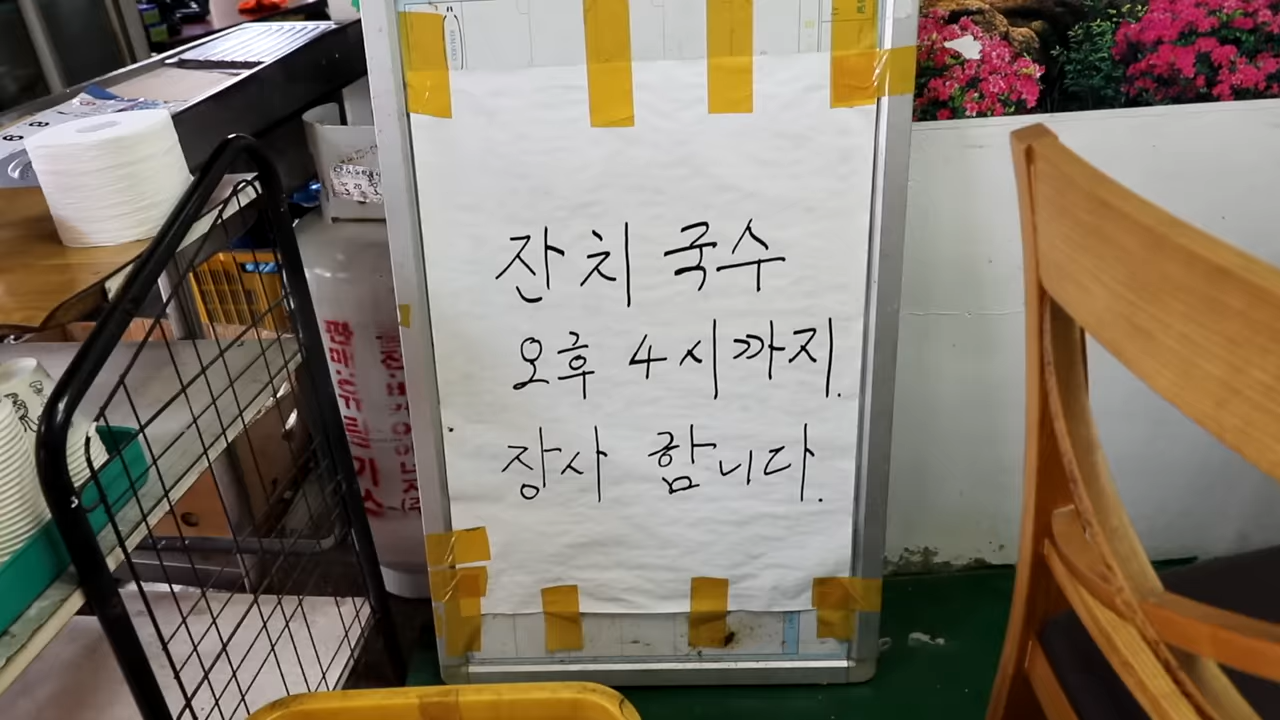 잔치 국수
오후 4시까지.
장사 합니다.